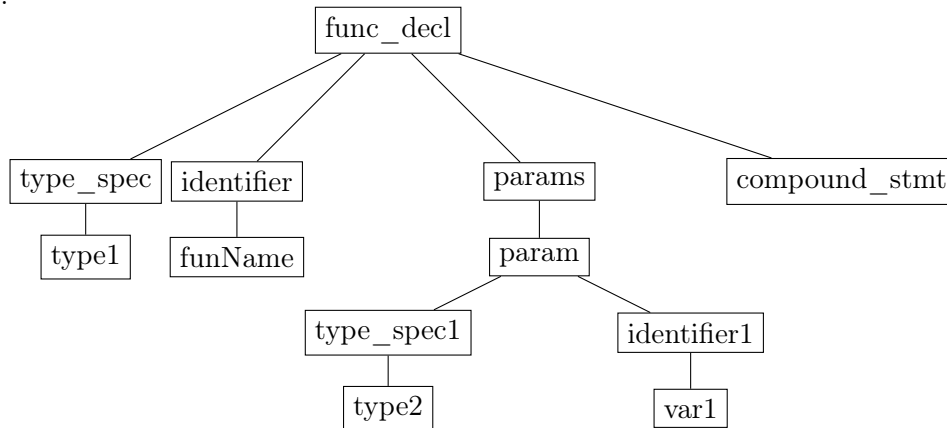 .
func_decl
type_spec
identifier
params
compound_stmt
type1
funName
param
type_spec1
identifier1
type2
var1